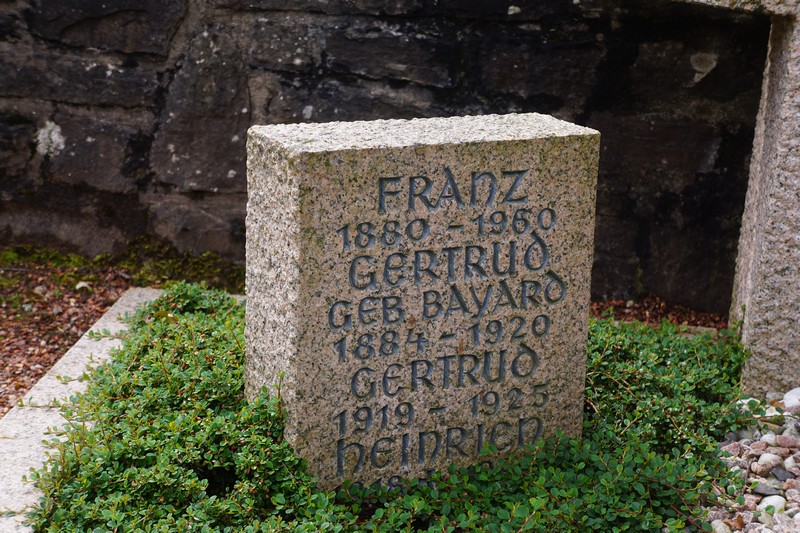 FRANZ
1880 - 1960
GERTRUD
GEB BAYARD
1884 - 1920
GERTRUD
1919 - 1925
HEINRICH